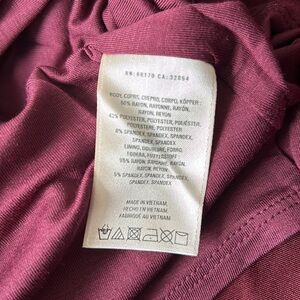 RN: 69170 CA: 32054
BODY, CORPS, CUERPO, CORPO, KÖRPER:
50% RAYON, RAYONNE, RAYÓN,
RAYON, REYON
42% POLYESTER, POLYESTER, POLIÉSTER,
POLIESTERE, POLYESTER
8% SPANDEX, SPANDEX, SPANDEX,
SPANDEX, SPANDEX
LINING, DOUBLURE, FORRO,
FODERA, FUTTERSTOFF
95% RAYON, RAYONNE, RAYÓN,
RAYON, REYON
5% SPANDEX, SPANDEX, SPANDEX,
SPANDEX, SPANDEX
MADE IN VIETNAM,
HECHO EN VIETNAM,
FABRIQUÉ AU VIETNAM